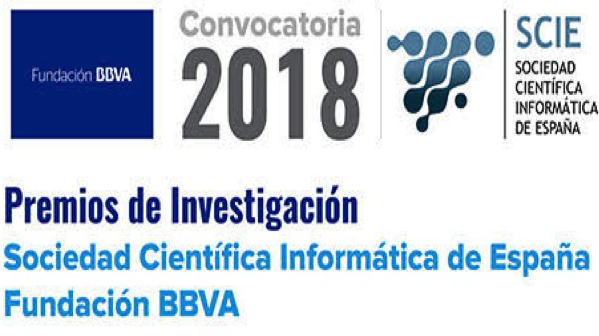 Fundación BBVA
Convocatoria
2018
SCIE
SOCIEDAD
CIENTÍFICA
INFORMÁTICA
DE ESPAÑA
Premios de Investigación
Sociedad Científica Informática de España
Fundación BBVA